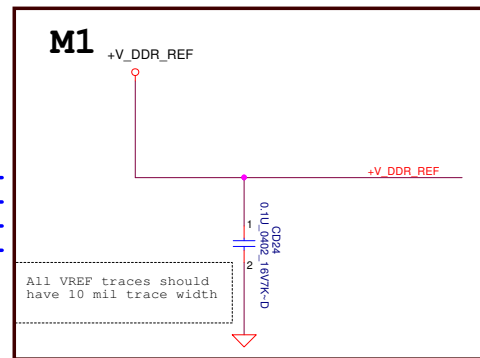 M1
+V_DDR_REF
+V_DDR_REF
1
CD24
0.1U_0402_16V7K~D
2
All VREF traces should
have 10 mil trace width